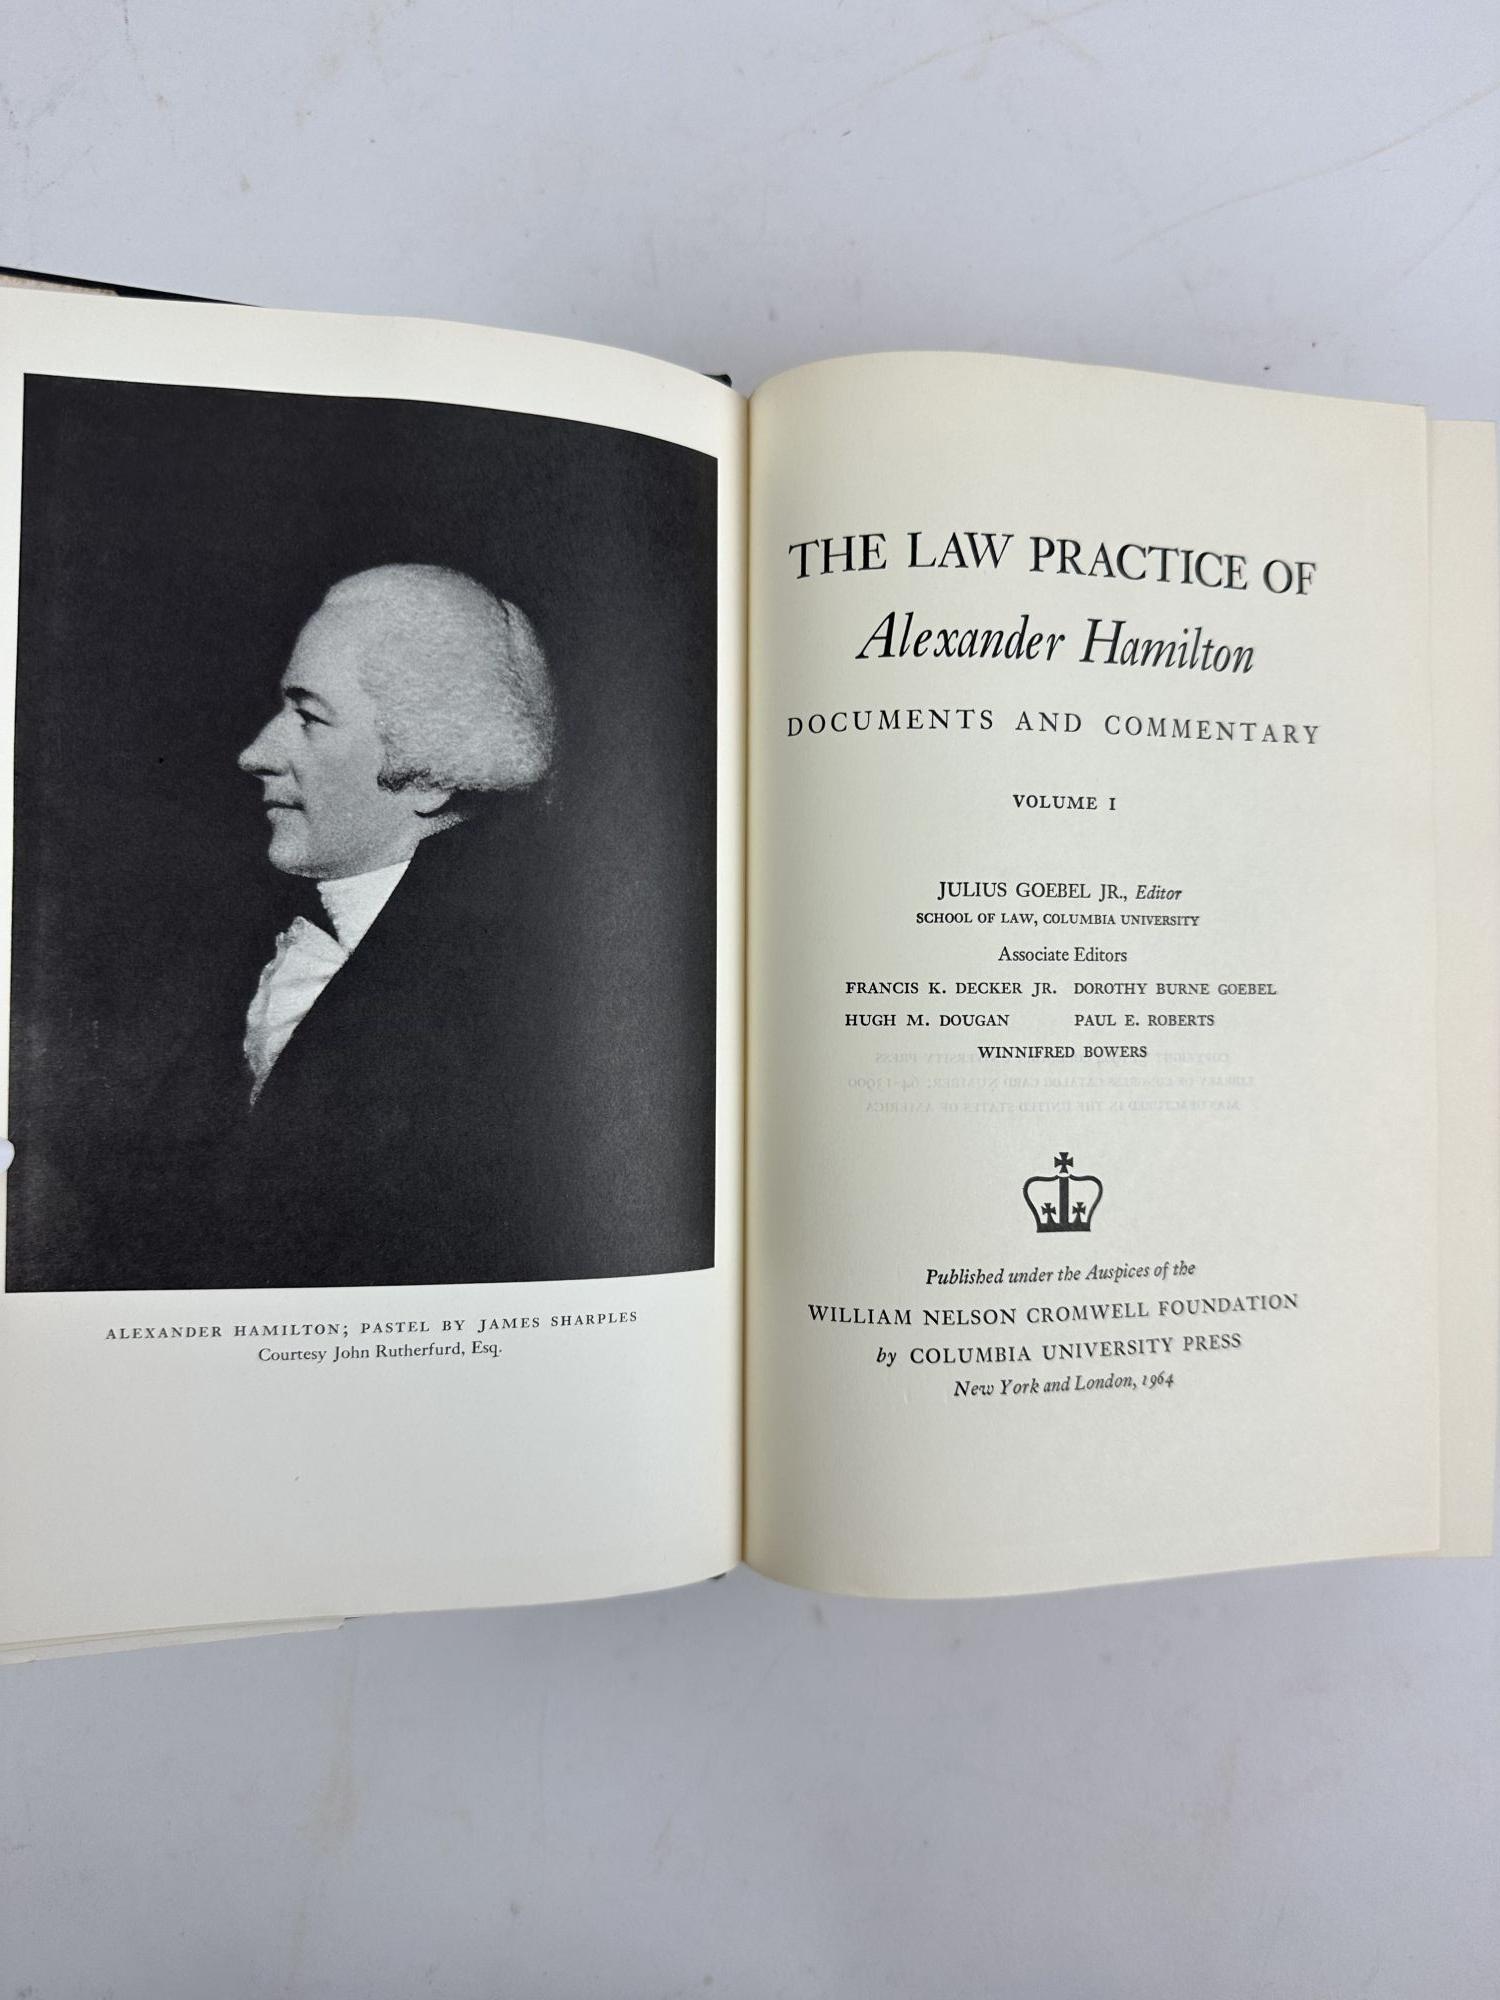 ALEXANDER HAMILTON; PASTEL BY JAMES SHARPLES
Courtesy John Rutherfurd, Esq.
THE LAW PRACTICE OF
Alexander Hamilton
DOCUMENTS AND COMMENTARY
VOLUME I
JULIUS GOEBEL JR., Editor
SCHOOL OF LAW, COLUMBIA UNIVERSITY
Associate Editors
FRANCIS K. DECKER JR. DOROTHY BURNE GOEBEL
HUGH M. DOUGAN PAUL E. ROBERTS
WINNIFRED BOWERS
Published under the Auspices of the
WILLIAM NELSON CROMWELL FOUNDATION
by COLUMBIA UNIVERSITY PRESS
New York and London, 1964